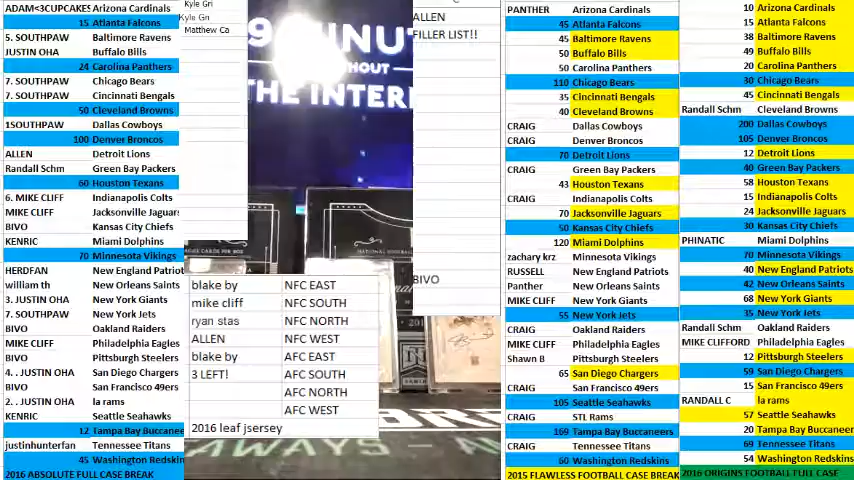 ADAM<3CUPCAKES Arizona Cardinals
15 Atlanta Falcons
5. SOUTHPAW Baltimore Ravens
JUSTIN OHA Buffalo Bills
24 Carolina Panthers
7. SOUTHPAW Chicago Bears
7. SOUTHPAW Cincinnati Bengals
50 Cleveland Browns
1SOUTHPAW Dallas Cowboys
100 Denver Broncos
ALLEN Detroit Lions
Randall Schm Green Bay Packers
60 Houston Texans
6. MIKE CLIFF Indianapolis Colts
MIKE CLIFF Jacksonville Jaguars
BIVO Kansas City Chiefs
KENRIC Miami Dolphins
70 Minnesota Vikings
HERDFAN New England Patriot
william th New Orleans Saints
3. JUSTIN OHA New York Giants
7. SOUTHPAW New York Jets
BIVO Oakland Raiders
MIKE CLIFF Philadelphia Eagles
BIVO Pittsburgh Steelers
4. . JUSTIN OHA San Diego Chargers
BIVO San Francisco 49ers
2. . JUSTIN OHA la rams
KENRIC Seattle Seahawks
12 Tampa Bay Buccanee
justinhunterfan Tennessee Titans
45 Washington Redskin
2016 ABSOLUTE FULL CASE BREAK
Kyle Gri
Kyle Gri
Matthew Ca
9 MINUT
WITHOUT
THE INTER
blake by NFC EAST
mike cliff NFC SOUTH
ryan stas NFC NORTH
ALLEN NFC WEST
blake by AFC EAST
3 LEFT! AFC SOUTH
AFC NORTH
AFC WEST
2016 leaf jsersey
AWAYS - A
ALLEN
FILLER LIST!!
BIVO
PANTHER Arizona Cardinals
45 Atlanta Falcons
45 Baltimore Ravens
50 Buffalo Bills
50 Carolina Panthers
110 Chicago Bears
35 Cincinnati Bengals
40 Cleveland Browns
CRAIG Dallas Cowboys
CRAIG Denver Broncos
70 Detroit Lions
CRAIG Green Bay Packers
43 Houston Texans
CRAIG Indianapolis Colts
70 Jacksonville Jaguars
50 Kansas City Chiefs
120 Miami Dolphins
zachary krz Minnesota Vikings
RUSSELL New England Patriots
Panther New Orleans Saints
MIKE CLIFF New York Giants
55 New York Jets
CRAIG Oakland Raiders
MIKE CLIFF Philadelphia Eagles
Shawn B Pittsburgh Steelers
65 San Diego Chargers
CRAIG San Francisco 49ers
105 Seattle Seahawks
CRAIG STL Rams
169 Tampa Bay Buccaneers
CRAIG Tennessee Titans
60 Washington Redskins
2015 FLAWLESS FOOTBALL CASE BREAK
10 Arizona Cardinals
15 Atlanta Falcons
38 Baltimore Ravens
49 Buffalo Bills
20 Carolina Panthers
30 Chicago Bears
45 Cincinnati Bengals
Randall Schm Cleveland Browns
200 Dallas Cowboys
105 Denver Broncos
12 Detroit Lions
40 Green Bay Packers
58 Houston Texans
15 Indianapolis Colts
24 Jacksonville Jaguars
30 Kansas City Chiefs
PHINATIC Miami Dolphins
70 Minnesota Vikings
40 New England Patriots
42 New Orleans Saints
68 New York Giants
35 New York Jets
Randall Schm Oakland Raiders
MIKE CLIFFORD Philadelphia Eagles
12 Pittsburgh Steelers
59 San Diego Chargers
15 San Francisco 49ers
RANDALL C la rams
57 Seattle Seahawks
20 Tampa Bay Buccaneer
69 Tennessee Titans
54 Washington Redskins
2016 ORIGINS FOOTBALL FULL CASE